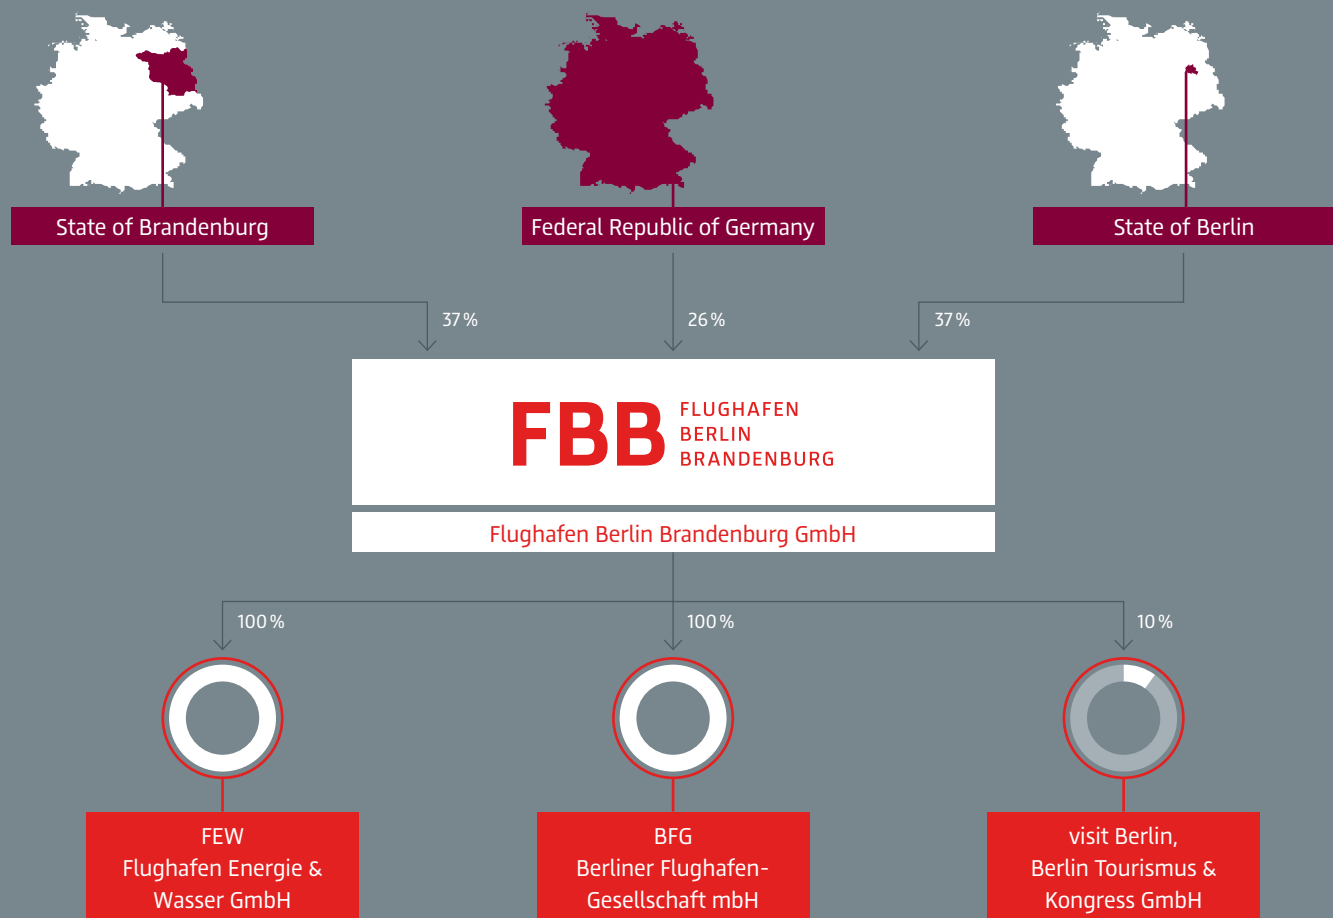 State of Brandenburg
Federal Republic of Germany
State of Berlin
37 %
26 %
37 %
FBB
FLUGHAFEN
BERLIN
BRANDENBURG
Flughafen Berlin Brandenburg GmbH
100 %
100 %
10 %
FEW
Flughafen Energie &
Wasser GmbH
BFG
Berliner Flughafen-
Gesellschaft mbH
visit Berlin,
Berlin Tourismus &
Kongress GmbH